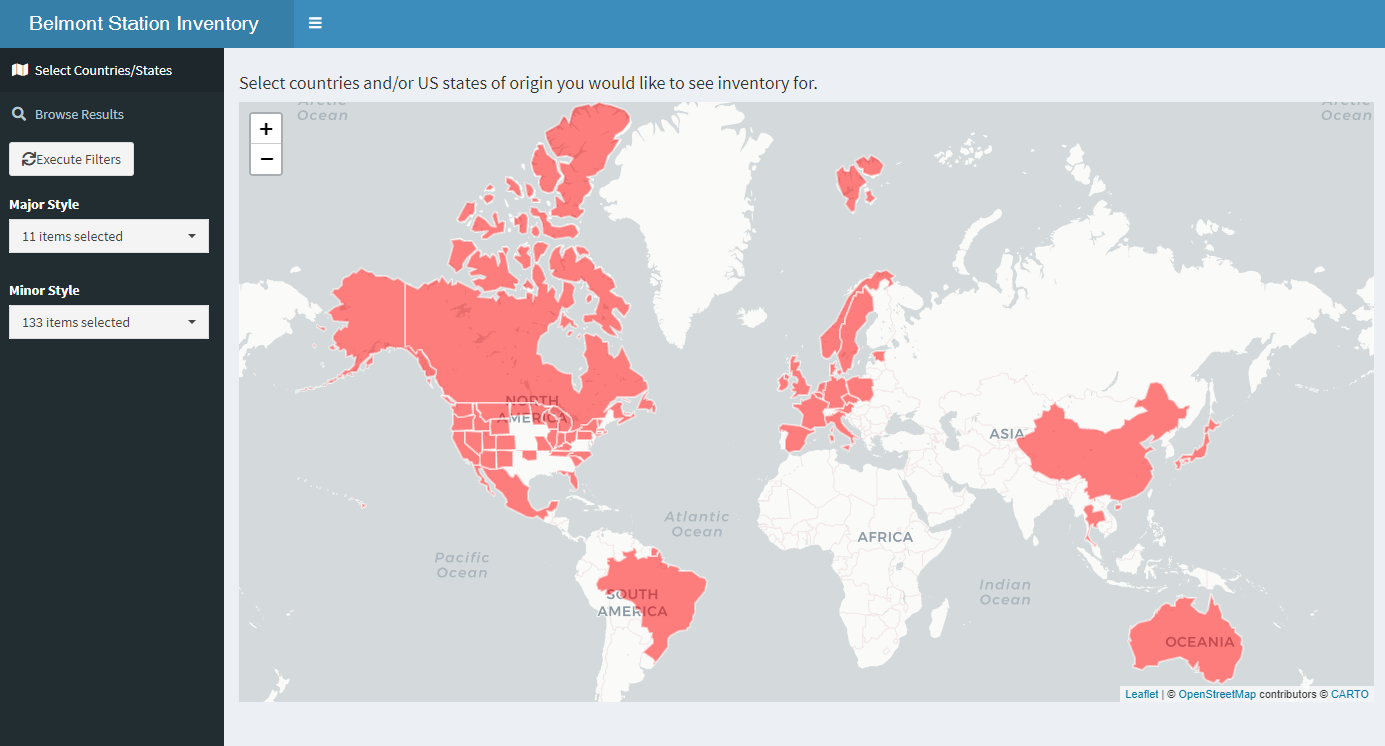 Belmont Station Inventory
Select Countries/States
Browse Results
Execute Filters
Major Style
11 items selected
Minor Style
133 items selected
Select countries and/or US states of origin you would like to see inventory for.
+
−
Arctic
Ocean
Arctic
Ocean
NORTH
AMERICA
ASIA
Atlantic
Ocean
AFRICA
Pacific
Ocean
Indian
Ocean
SOUTH
AMERICA
OCEANIA
Leaflet | © OpenStreetMap contributors © CARTO